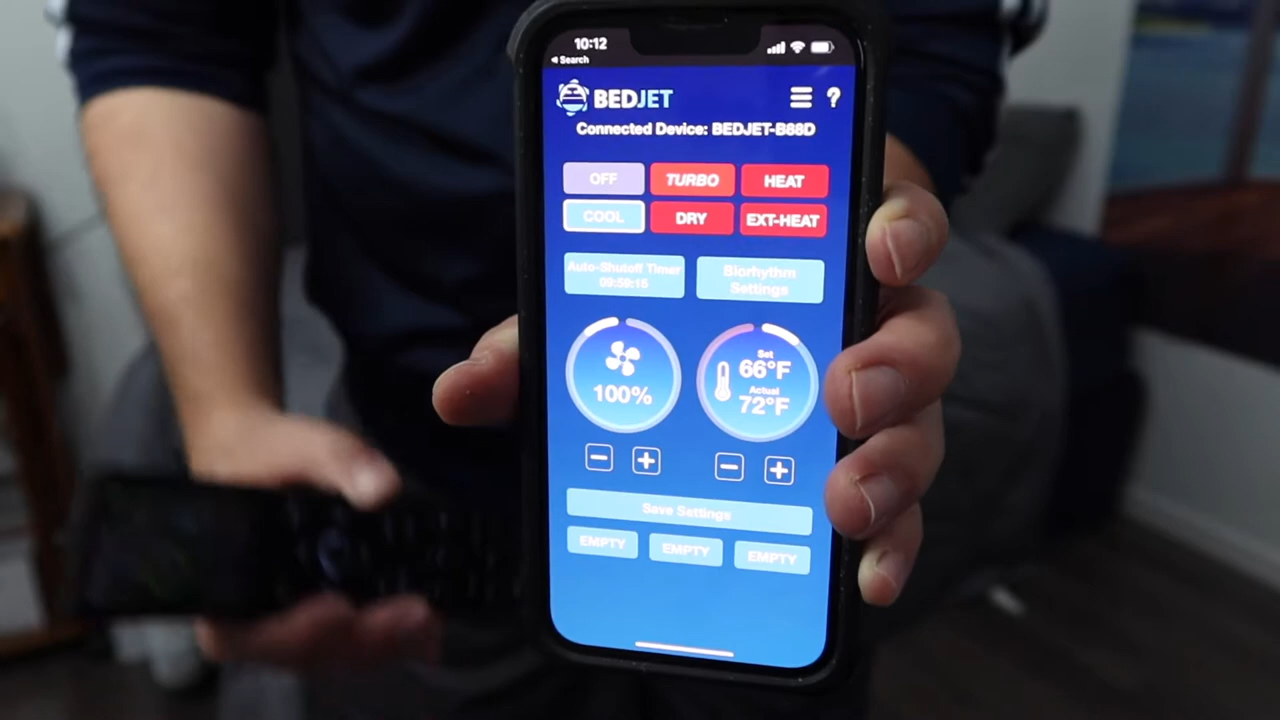 10:12
Search
BEDJET
Connected Device: BEDJET-B88D
OFF TURBO HEAT
COOL DRY EXT-HEAT
Auto-Shutoff Timer
09:59:15
Biorhythm
Settings
100%
Set
66°F
Actual
72°F
Save Settings
EMPTY EMPTY EMPTY